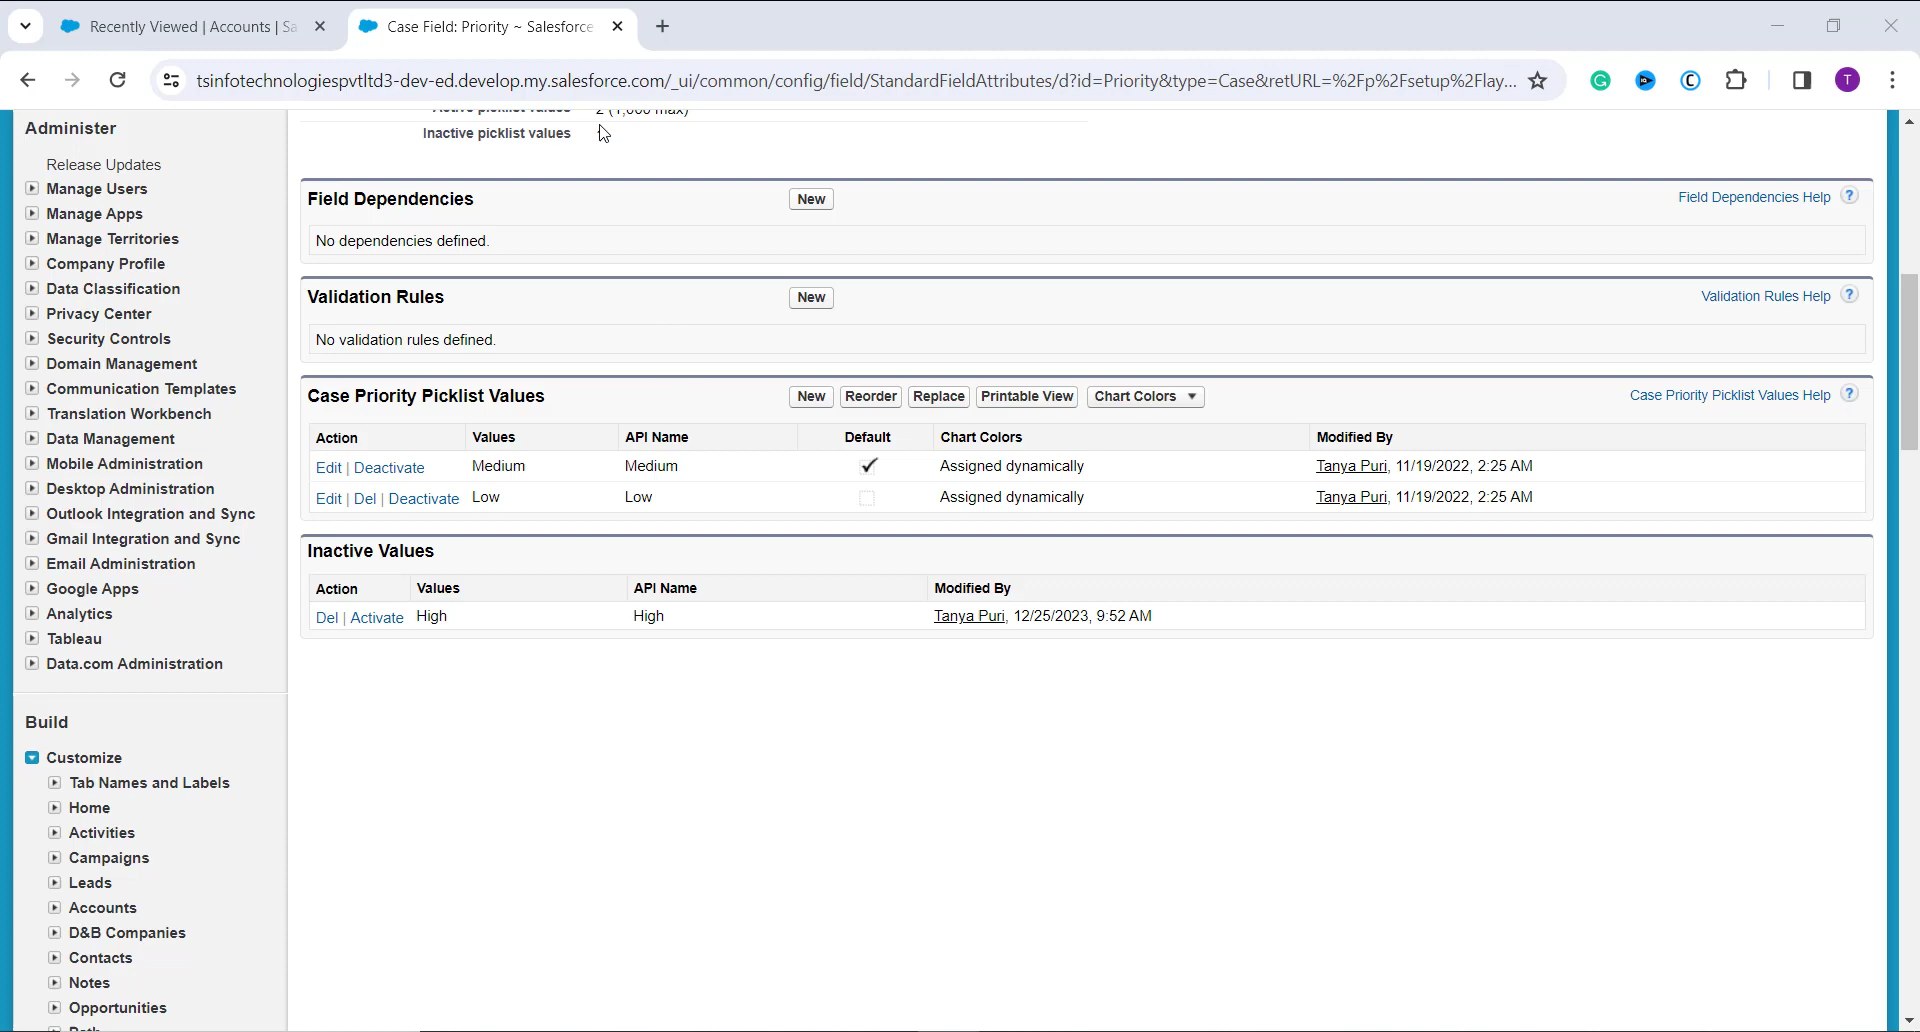 Recently Viewed | Accounts | Sa
Case Field: Priority ~ Salesforce
tsinfotechnologiespvtltd3-dev-ed.develop.my.salesforce.com/_ui/common/config/field/StandardFieldAttributes/d?id=Priority&type=Case&retURL=%2Fp%2Fsetup%2Flay...
T
Administer
Release Updates
Manage Users
Manage Apps
Manage Territories
Company Profile
Data Classification
Privacy Center
Security Controls
Domain Management
Communication Templates
Translation Workbench
Data Management
Mobile Administration
Desktop Administration
Outlook Integration and Sync
Gmail Integration and Sync
Email Administration
Google Apps
Analytics
Tableau
Data.com Administration
Build
Customize
Tab Names and Labels
Home
Activities
Campaigns
Leads
Accounts
D&B Companies
Contacts
Notes
Opportunities
Active picklist values 2 (1,000 max)
Inactive picklist values
Field Dependencies New Field Dependencies Help ?
No dependencies defined.
Validation Rules New Validation Rules Help ?
No validation rules defined.
Case Priority Picklist Values New Reorder Replace Printable View Chart Colors Case Priority Picklist Values Help ?
Action Values API Name Default Chart Colors Modified By
Edit | Deactivate Medium Medium Assigned dynamically Tanya Puri, 11/19/2022, 2:25 AM
Edit | Del | Deactivate Low Low Assigned dynamically Tanya Puri, 11/19/2022, 2:25 AM
Inactive Values
Action Values API Name Modified By
Del | Activate High High Tanya Puri, 12/25/2023, 9:52 AM